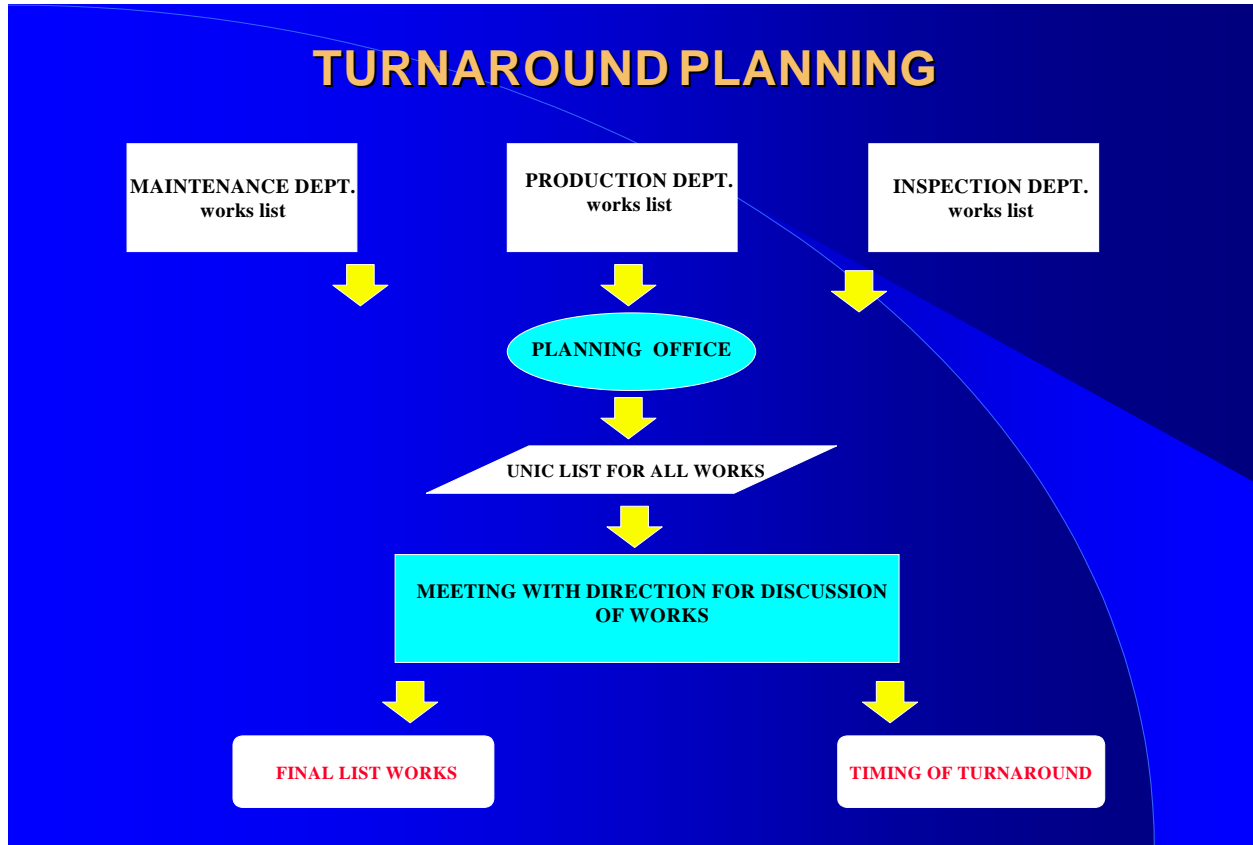 TURNAROUND PLANNING
MAINTENANCE DEPT.
works list
PRODUCTION DEPT.
works list
INSPECTION DEPT.
works list
PLANNING OFFICE
UNIC LIST FOR ALL WORKS
MEETING WITH DIRECTION FOR DISCUSSION
OF WORKS
FINAL LIST WORKS
TIMING OF TURNAROUND